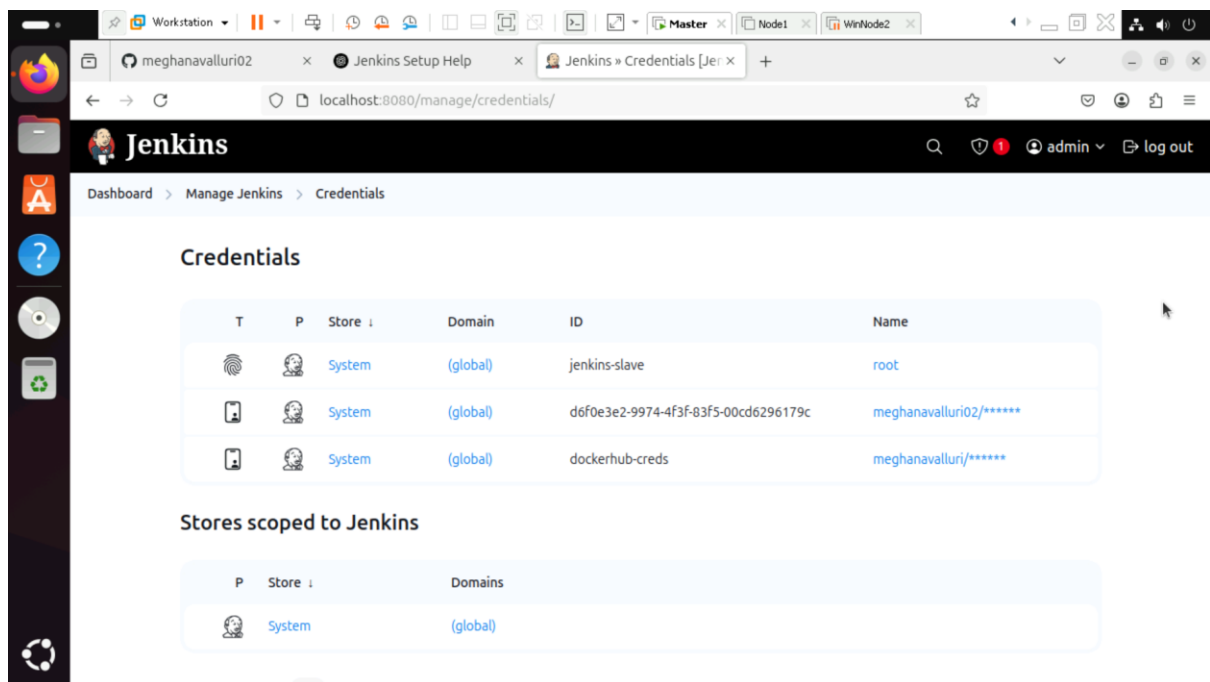 Workstation
Master
Node1
WinNode2
meghanavalluri02
Jenkins Setup Help
Jenkins » Credentials [Jen
localhost:8080/manage/credentials/
Jenkins
1
admin
log out
Dashboard > Manage Jenkins > Credentials
Credentials
T P Store ↓ Domain ID Name
System (global) jenkins-slave root
System (global) d6f0e3e2-9974-4f3f-83f5-00cd6296179c meghanavalluri02/******
System (global) dockerhub-creds meghanavalluri/******
Stores scoped to Jenkins
P Store ↓ Domains
System (global)